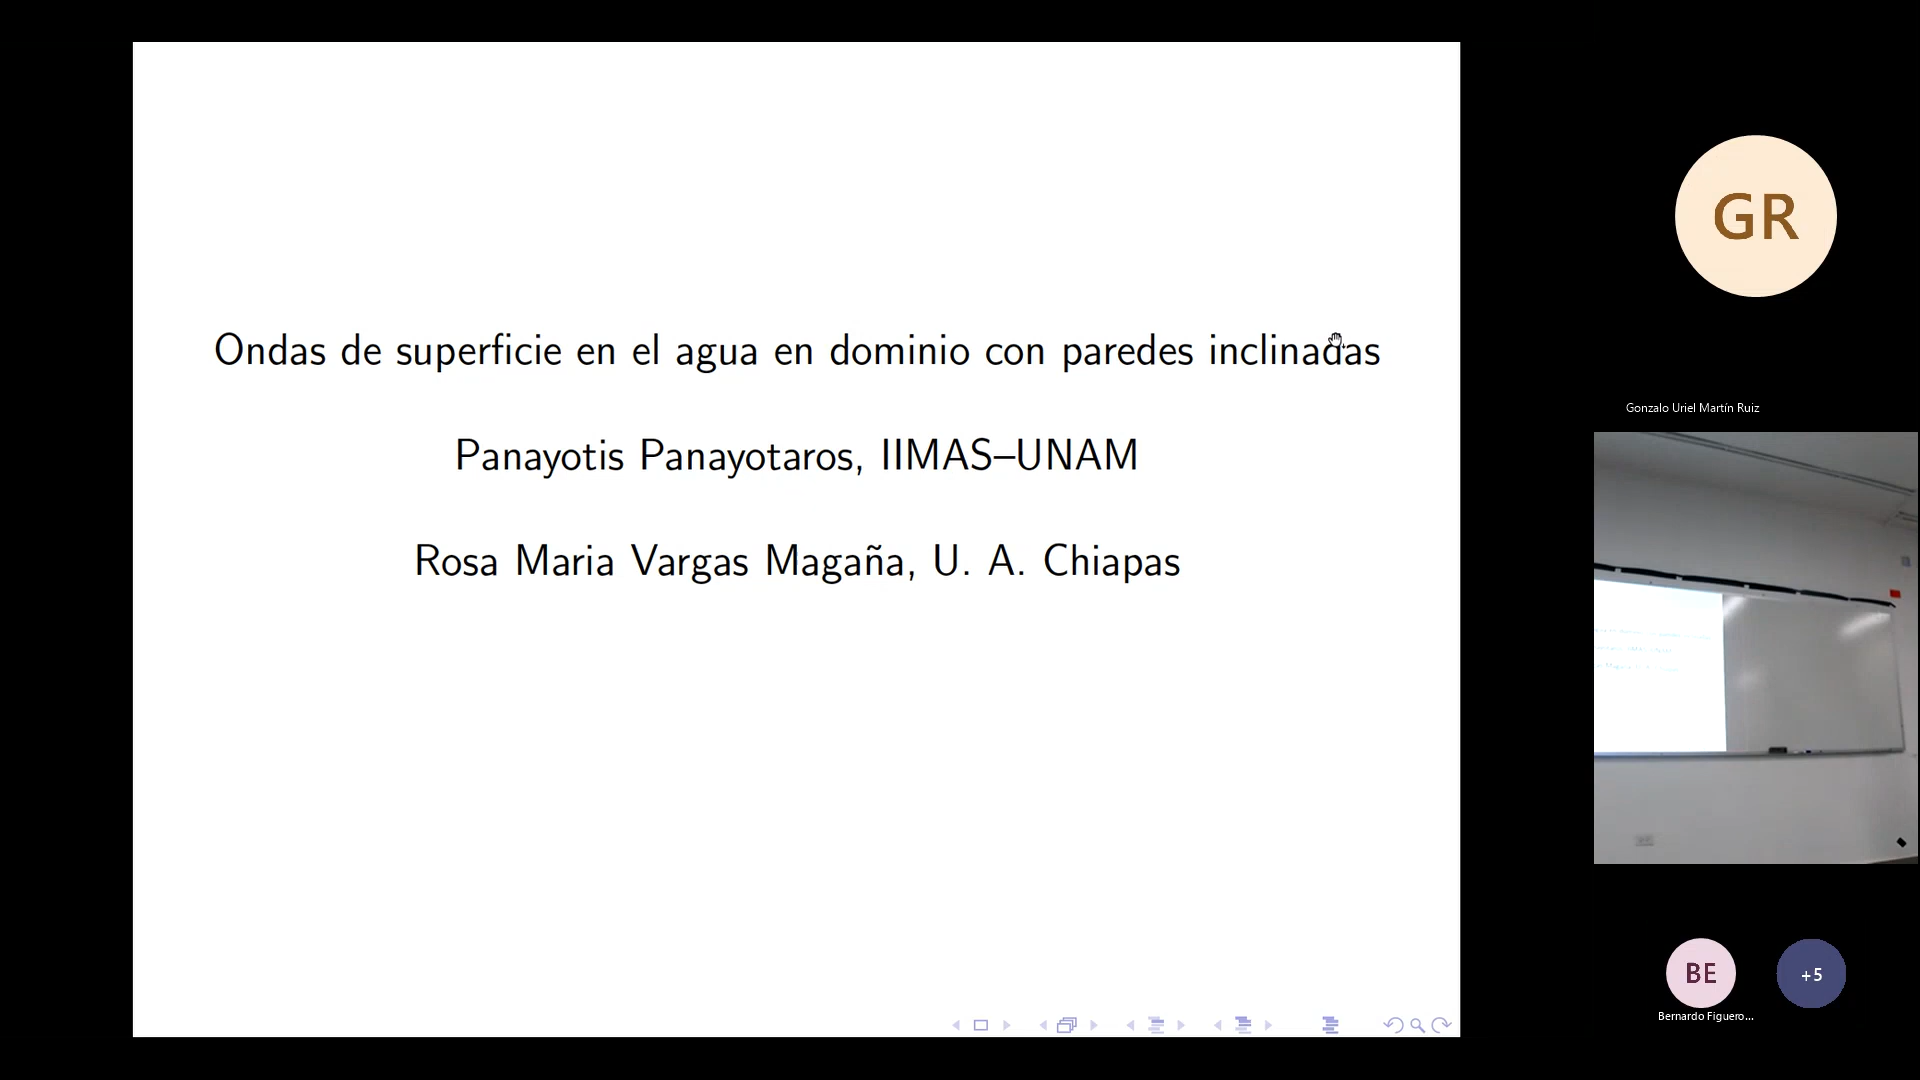 Ondas de superficie en el agua en dominio con paredes inclinadas
Panayotis Panayotaros, IIMAS–UNAM
Rosa Maria Vargas Magaña, U. A. Chiapas
GR
Gonzalo Uriel Martín Ruiz
BE
+5
Bernardo Figuero...